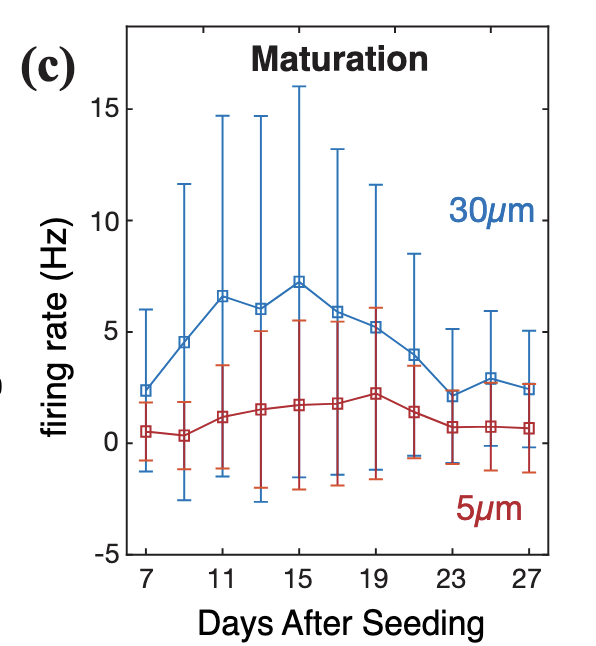 (c)
Maturation
15
10
5
0
-5
firing rate (Hz)
30µm
5µm
7 11 15 19 23 27
Days After Seeding